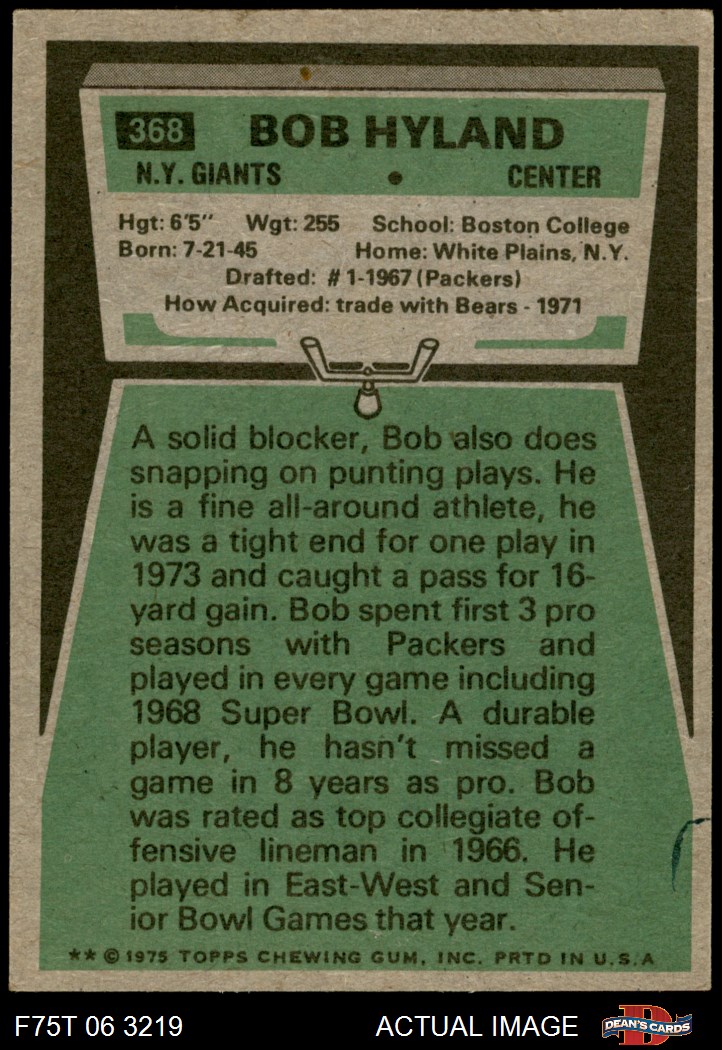 368 BOB HYLAND
N.Y. GIANTS • CENTER
Hgt: 6'5" Wgt: 255 School: Boston College
Born: 7-21-45 Home: White Plains, N.Y.
Drafted: #1-1967 (Packers)
How Acquired: trade with Bears - 1971
A solid blocker, Bob also does
snapping on punting plays. He
is a fine all-around athlete, he
was a tight end for one play in
1973 and caught a pass for 16-
yard gain. Bob spent first 3 pro
seasons with Packers and
played in every game including
1968 Super Bowl. A durable
player, he hasn't missed a
game in 8 years as pro. Bob
was rated as top collegiate of-
fensive lineman in 1966. He
played in East-West and Sen-
ior Bowl Games that year.
** © 1975 TOPPS CHEWING GUM, INC. PRTD IN U.S.A
F75T 06 3219 ACTUAL IMAGE D DEAN'S CARDS